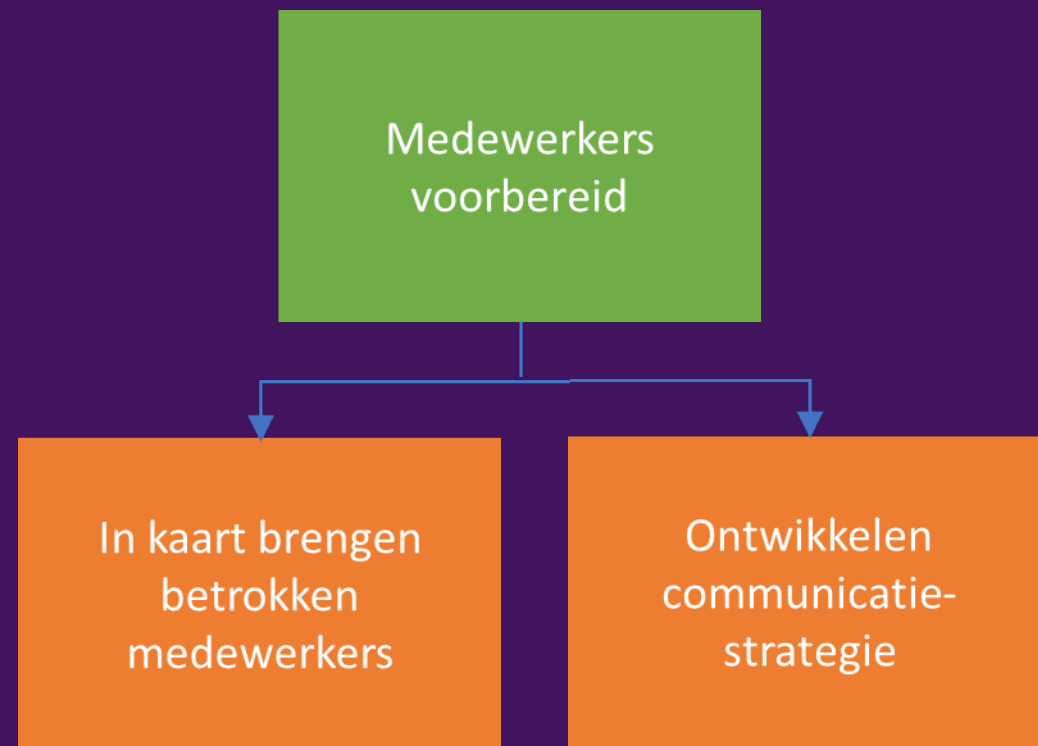 Medewerkers
voorbereid
In kaart brengen
betrokken
medewerkers
Ontwikkelen
communicatie-
strategie